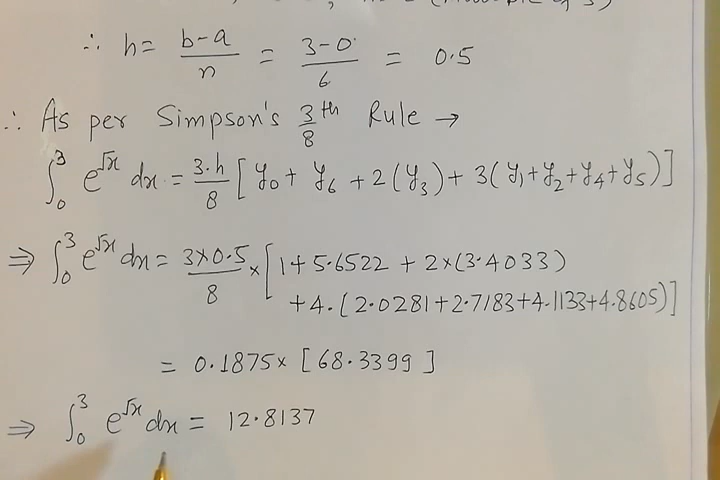 ∴ h = b-a / n = 3-0 / 6 = 0.5
∴ As per Simpson's 3/8 th Rule →
∫₀³ e^√x dx = 3.h / 8 [ y₀ + y₆ + 2(y₃) + 3(y₁+y₂+y₄+y₅)]
⇒ ∫₀³ e^√x dx = 3×0.5 / 8 × [1 + 5.6522 + 2×(3.4033)
+4.(2.0281+2.7183+4.1133+4.8605)]
= 0.1875× [68.3399]
⇒ ∫₀³ e^√x dx = 12.8137